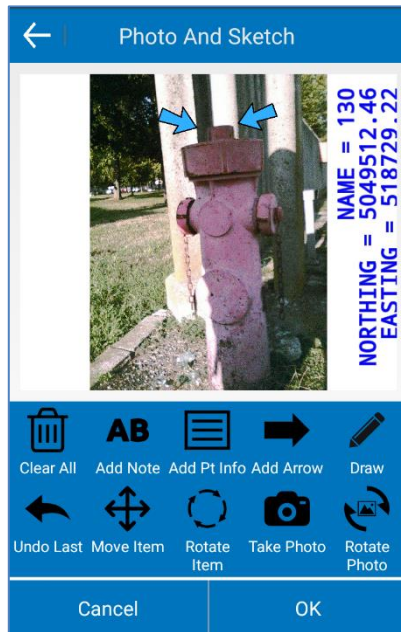 Photo And Sketch
NAME = 130
NORTHING = 5049512.46
EASTING = 518729.22
Clear All
AB
Add Note
Add Pt Info
Add Arrow
Draw
Undo Last
Move Item
Rotate
Item
Take Photo
Rotate
Photo
Cancel
OK